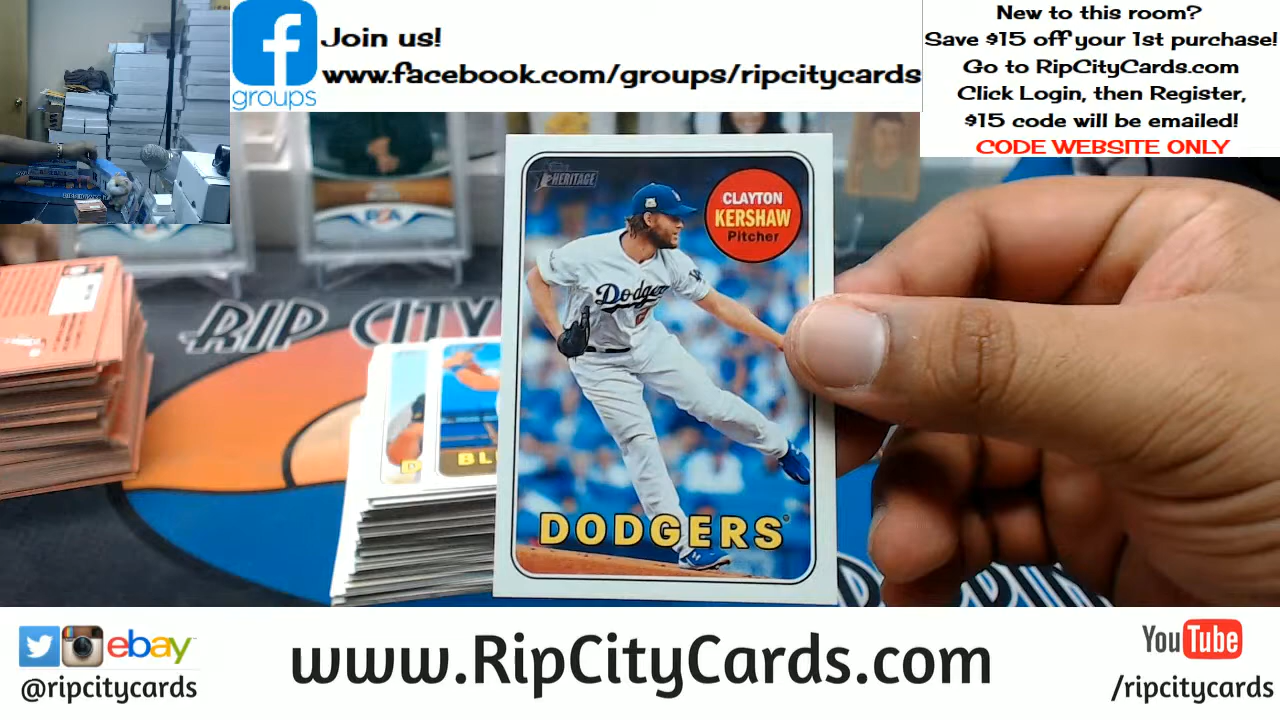 Join us!
www.facebook.com/groups/ripcitycards
groups
New to this room?
Save $15 off your 1st purchase!
Go to RipCityCards.com
Click Login, then Register,
$15 code will be emailed!
CODE WEBSITE ONLY
HERITAGE
CLAYTON
KERSHAW
Pitcher
Dodgers
DODGERS
RIP CITY
BL
D
ebay
@ripcitycards
www.RipCityCards.com
YouTube
/ripcitycards